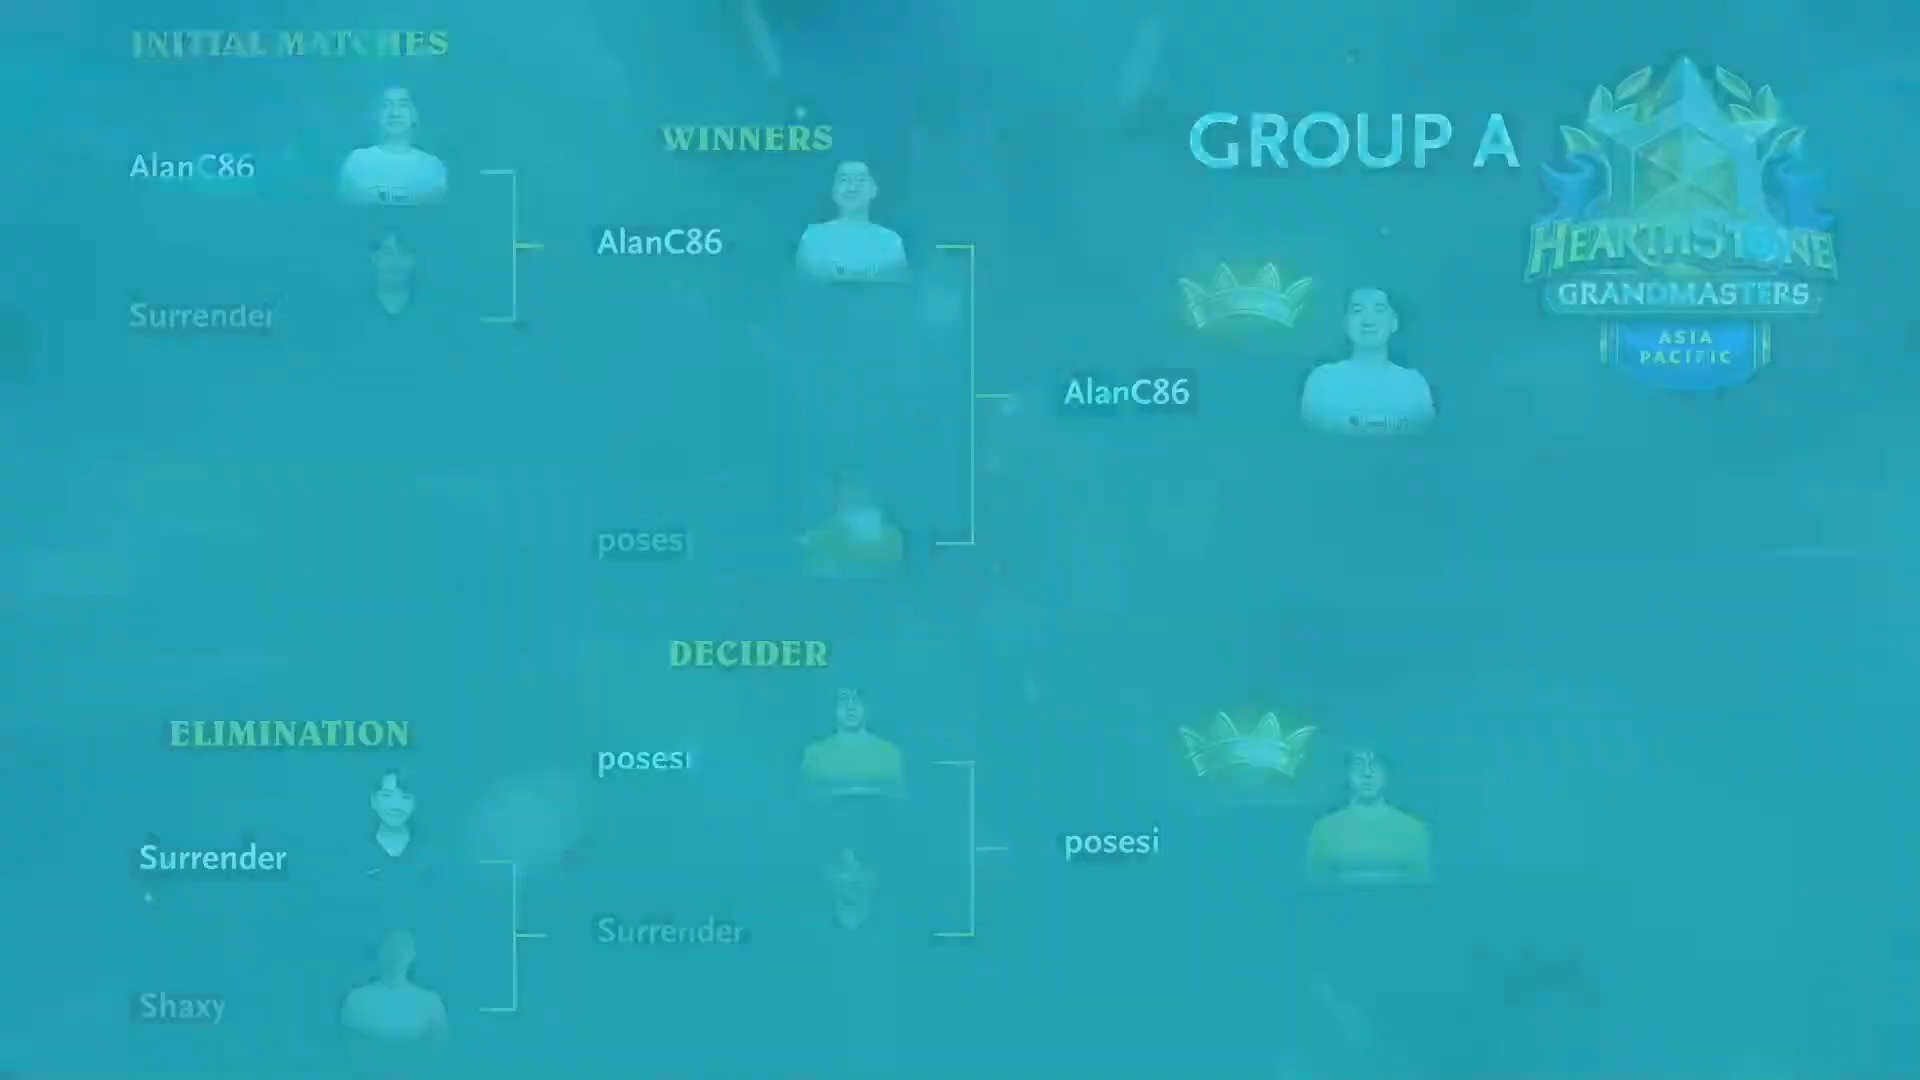 INITIAL MATCHES
AlanC86
Surrender
WINNERS
AlanC86
posesi
GROUP A
HEARTHSTONE
GRANDMASTERS
ASIA
PACIFIC
AlanC86
DECIDER
posesi
Surrender
posesi
ELIMINATION
Surrender
Shaxy